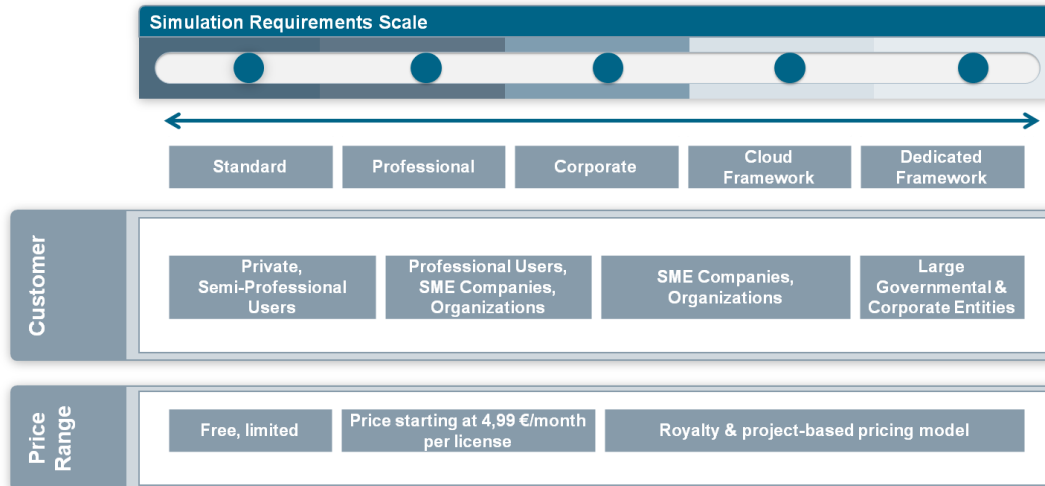 Simulation Requirements Scale
Standard
Professional
Corporate
Cloud
Framework
Dedicated
Framework
Customer
Private,
Semi-Professional
Users
Professional Users,
SME Companies,
Organizations
SME Companies,
Organizations
Large
Governmental &
Corporate Entities
Price
Range
Free, limited
Price starting at 4,99 €/month
per license
Royalty & project-based pricing model